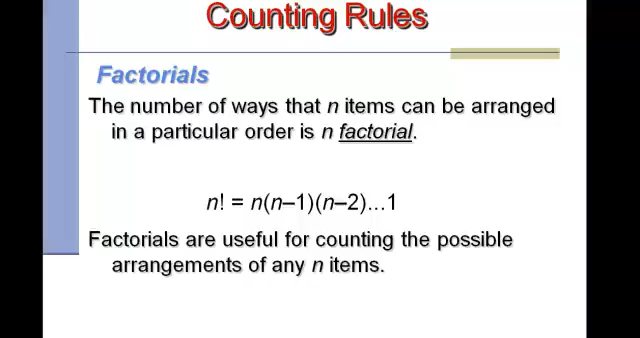 Counting Rules
Factorials
The number of ways that n items can be arranged
in a particular order is n factorial.
n! = n(n–1)(n–2)...1
Factorials are useful for counting the possible
arrangements of any n items.